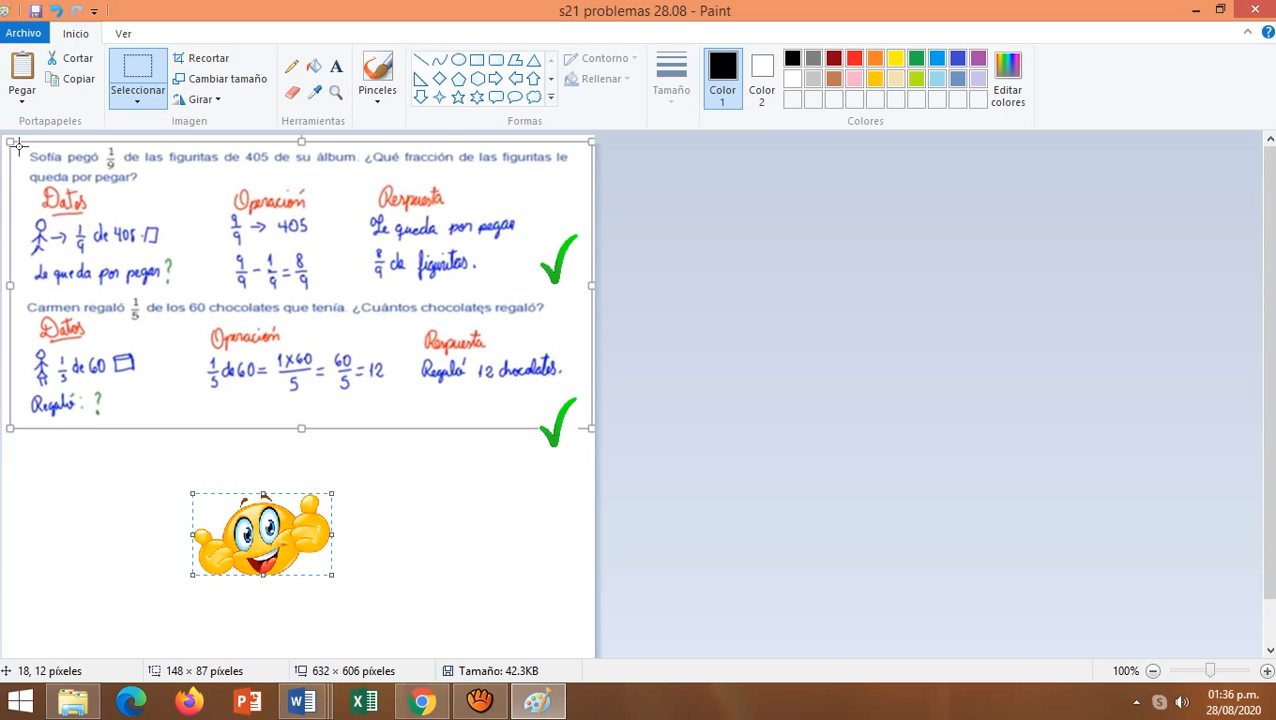 s21 problemas 28.08 - Paint
Archivo Inicio Ver
Pegar
Cortar
Copiar
Portapapeles
Seleccionar
Recortar
Cambiar tamaño
Girar
Imagen
A
Herramientas
Pinceles
Contorno
Rellenar
Formas
Tamaño
Color 1
Color 2
Editar colores
Colores
Sofía pegó 1/9 de las figuritas de 405 de su álbum. ¿Qué fracción de las figuritas le
queda por pegar?
Datos Operación Respuesta
→ 1/9 de 405 9/9 → 405 Le queda por pegar
Le queda por pegar? 9/9 - 1/9 = 8/9 8/9 de figuritas.
Carmen regaló 1/5 de los 60 chocolates que tenía. ¿Cuántos chocolates regaló?
Datos Operación Respuesta
1/5 de 60 1/5 de 60 = 1x60/5 = 60/5 = 12 Regaló 12 chocolates.
Regaló: ?
18, 12 píxeles 148 × 87 píxeles 632 × 606 píxeles Tamaño: 42.3KB 100%
01:36 p.m.
28/08/2020